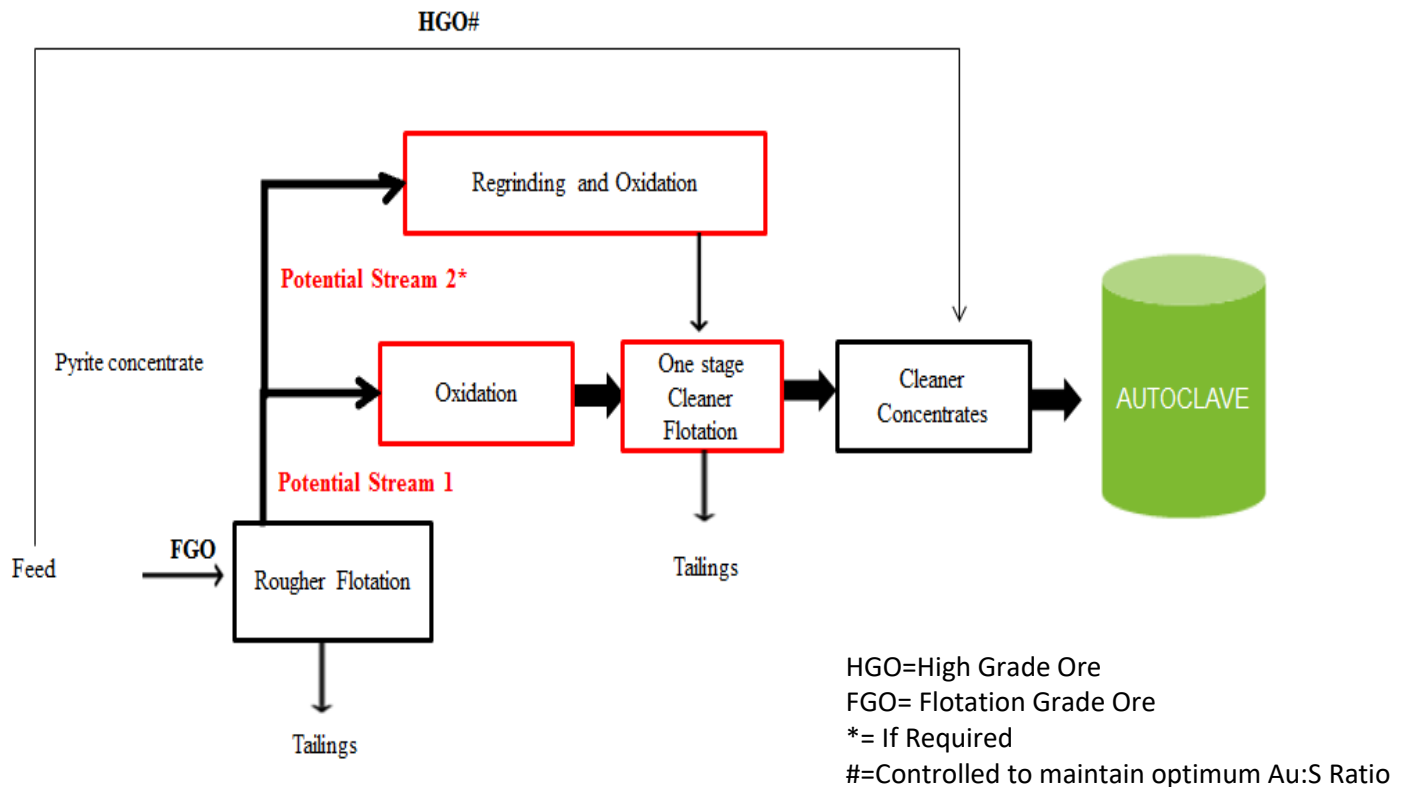 HGO#
Regrinding and Oxidation
Potential Stream 2*
Pyrite concentrate
Oxidation
One stage
Cleaner
Flotation
Cleaner
Concentrates
AUTOCLAVE
Potential Stream 1
Feed
FGO
Rougher Flotation
Tailings
Tailings
HGO=High Grade Ore
FGO= Flotation Grade Ore
*= If Required
#=Controlled to maintain optimum Au:S Ratio